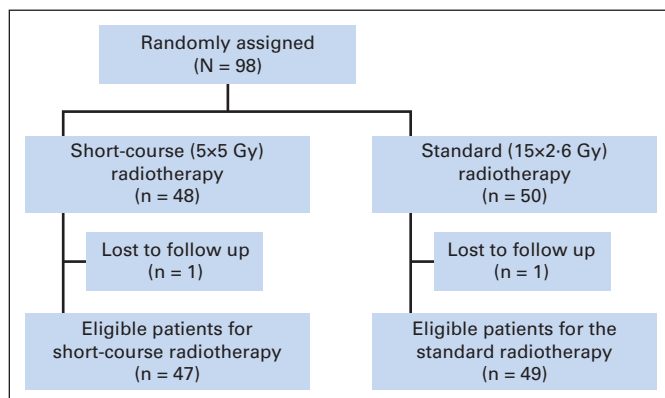 Randomly assigned
(N = 98)
Short-course (5×5 Gy)
radiotherapy
(n = 48)
Standard (15×2·6 Gy)
radiotherapy
(n = 50)
Lost to follow up
(n = 1)
Lost to follow up
(n = 1)
Eligible patients for
short-course radiotherapy
(n = 47)
Eligible patients for the
standard radiotherapy
(n = 49)